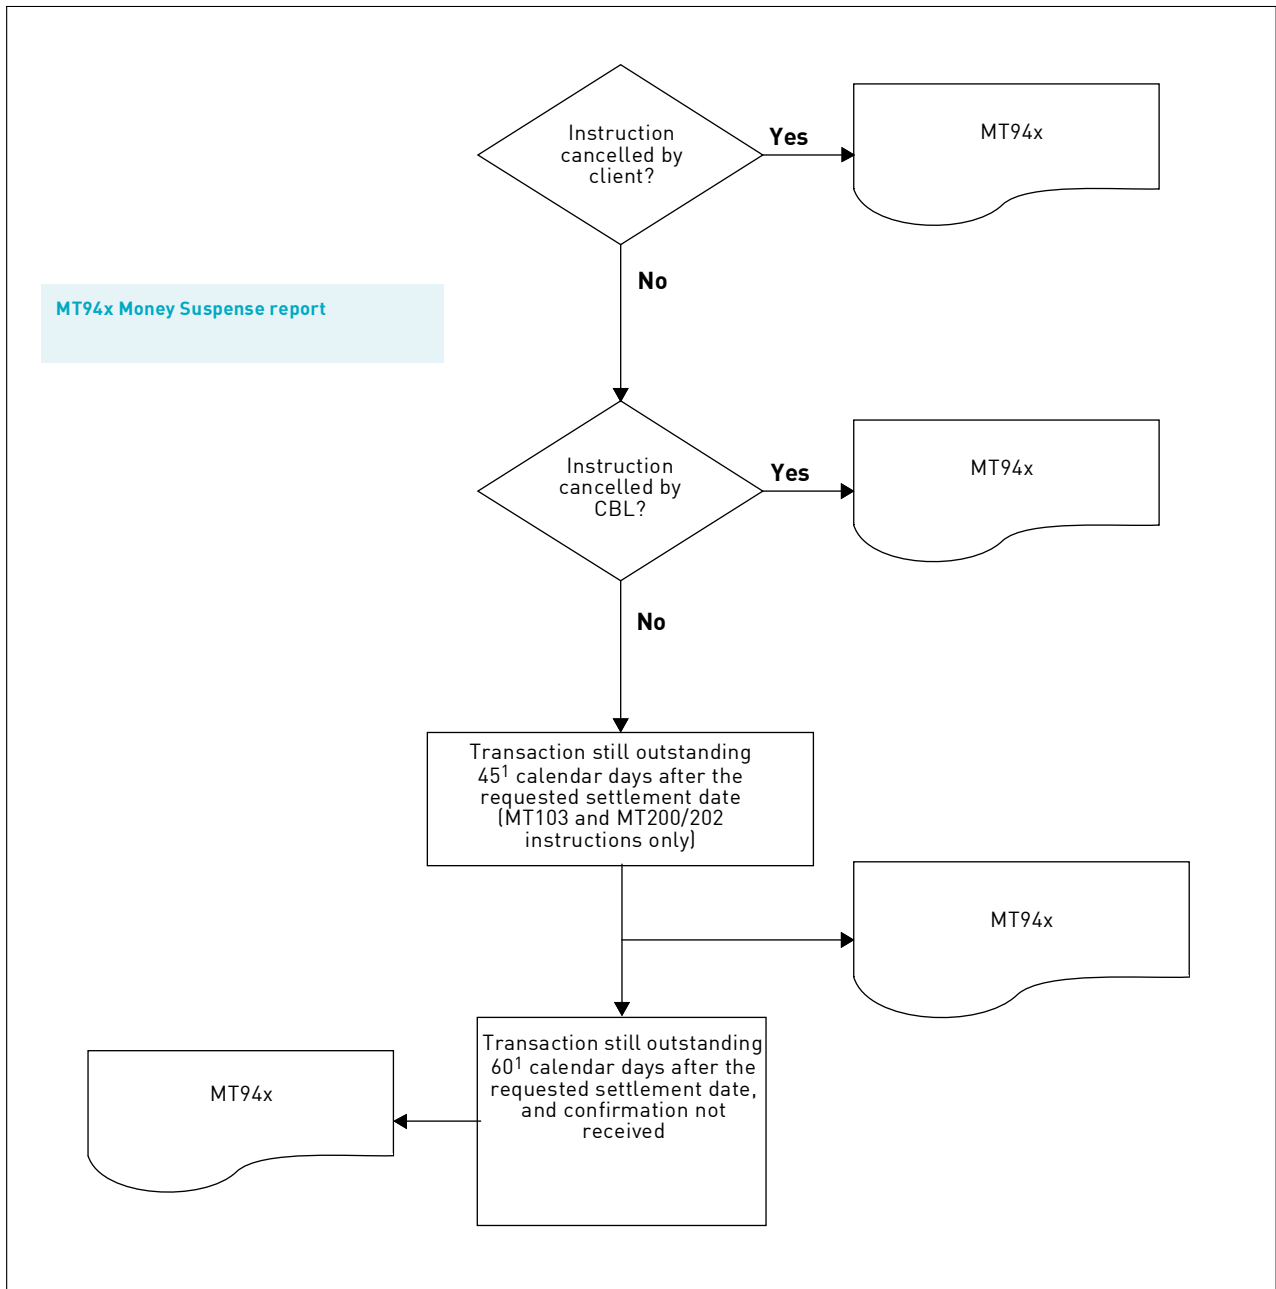 Instruction
cancelled by
client?
Yes
MT94x
No
MT94x Money Suspense report
Instruction
cancelled by
CBL?
Yes
MT94x
No
Transaction still outstanding
45¹ calendar days after the
requested settlement date
(MT103 and MT200/202
instructions only)
MT94x
Transaction still outstanding
60¹ calendar days after the
requested settlement date,
and confirmation not
received
MT94x